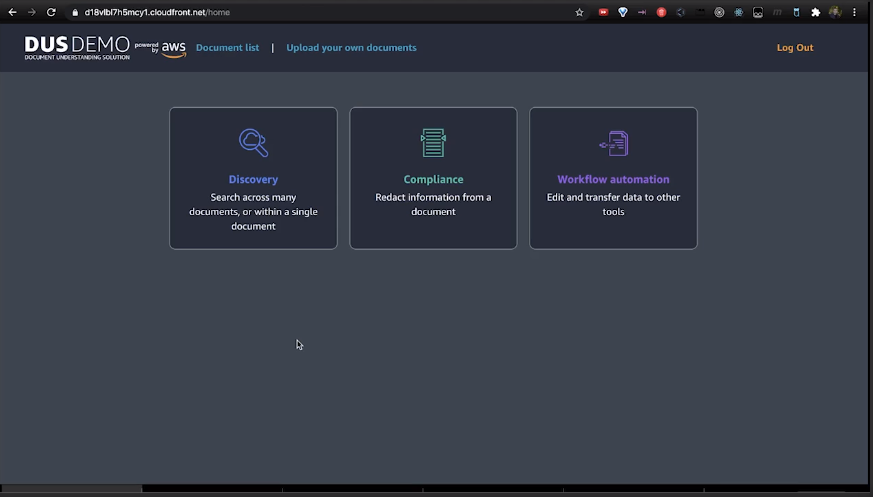 d18vlbl7h5mcy1.cloudfront.net/home
DUS DEMO powered by aws
DOCUMENT UNDERSTANDING SOLUTION
Document list | Upload your own documents
Log Out
Discovery
Search across many
documents, or within a single
document
Compliance
Redact information from a
document
Workflow automation
Edit and transfer data to other
tools